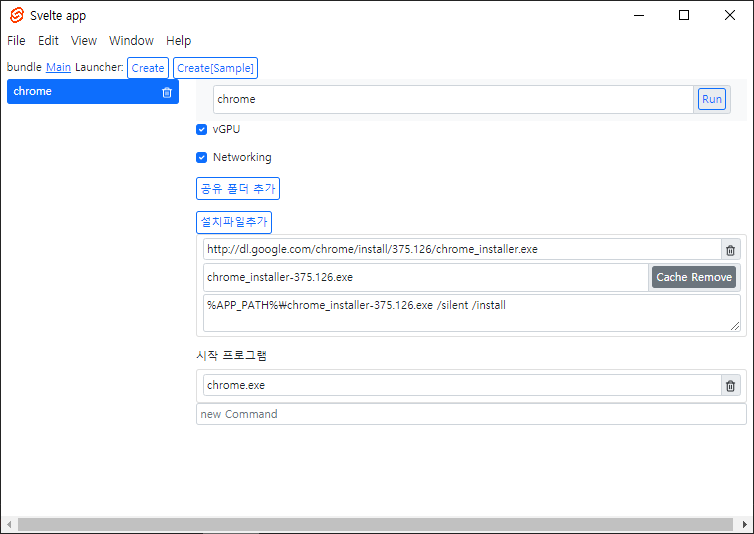 Svelte app
File Edit View Window Help
bundle Main Launcher: Create Create[Sample]
chrome
chrome Run
vGPU
Networking
공유 폴더 추가
설치파일추가
http://dl.google.com/chrome/install/375.126/chrome_installer.exe
chrome_installer-375.126.exe Cache Remove
%APP_PATH%₩chrome_installer-375.126.exe /silent /install
시작 프로그램
chrome.exe
new Command